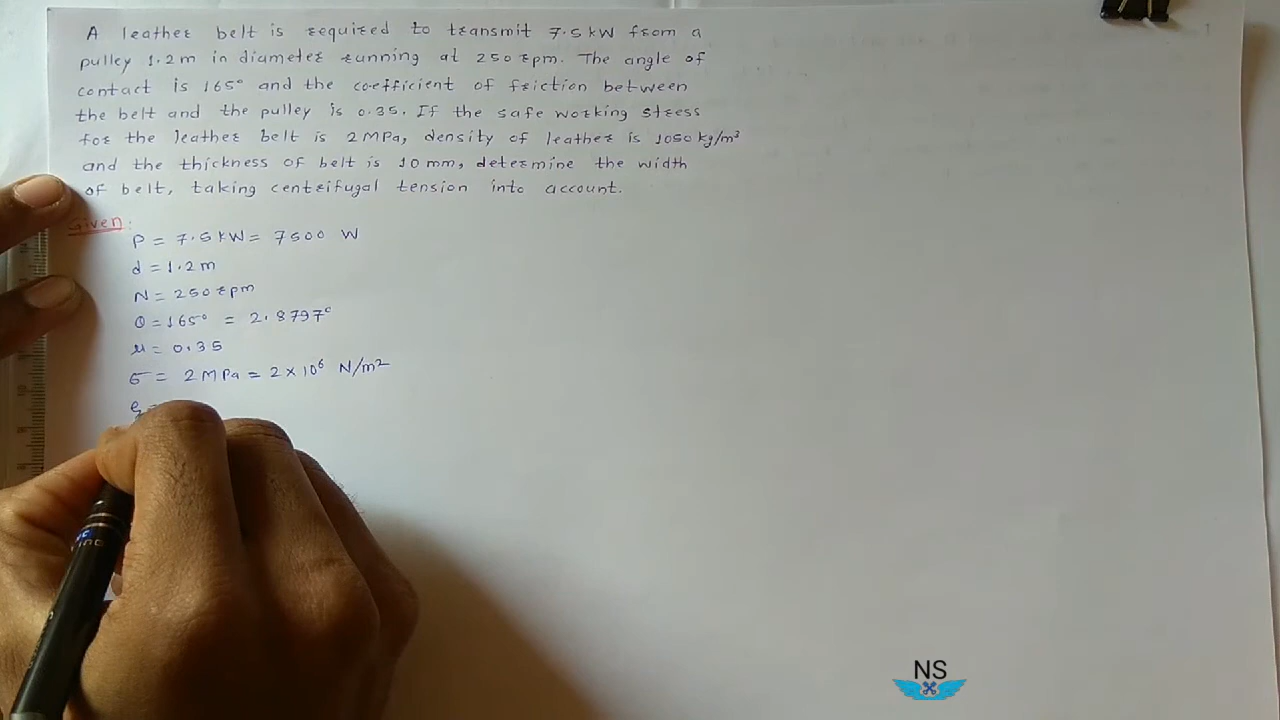 A leather belt is required to transmit 7.5 kW from a
pulley 1.2 m in diameter running at 250 rpm. The angle of
contact is 165° and the coefficient of friction between
the belt and the pulley is 0.35. If the safe working stress
for the leather belt is 2 MPa, density of leather is 1050 kg/m³
and the thickness of belt is 10 mm, determine the width
of belt, taking centrifugal tension into account.
Given:
P = 7.5 kW = 7500 W
d = 1.2 m
N = 250 rpm
θ = 165° = 2.8797ᶜ
μ = 0.35
σ = 2 MPa = 2 × 10⁶ N/m²
NS